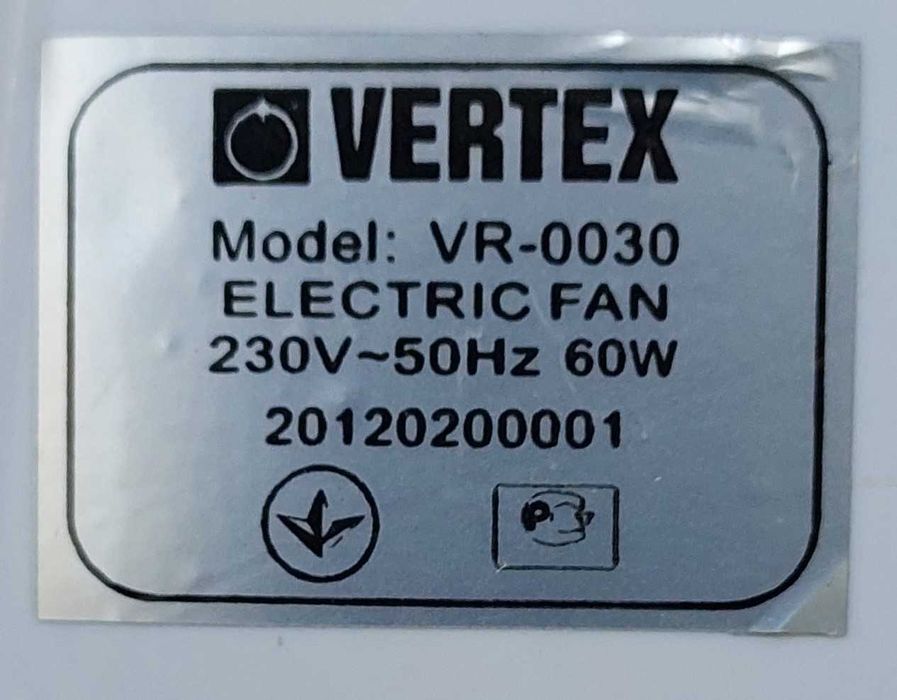 VERTEX
Model: VR-0030
ELECTRIC FAN
230V~50Hz 60W
20120200001